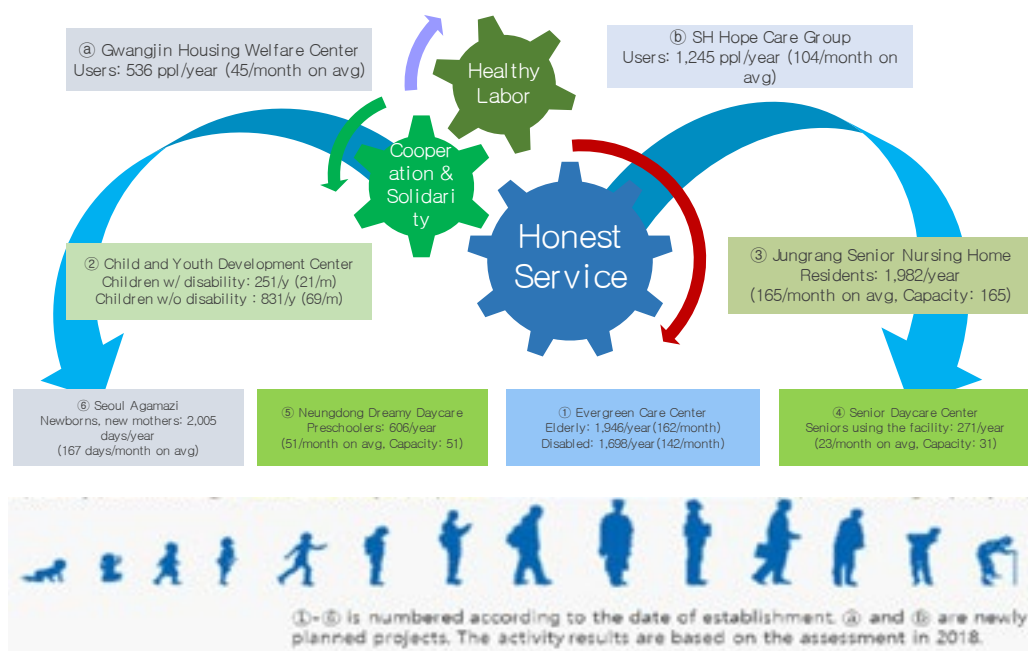 ⓐ Gwangjin Housing Welfare Center
Users: 536 ppl/year (45/month on avg)
Healthy
Labor
ⓑ SH Hope Care Group
Users: 1,245 ppl/year (104/month on
avg)
Cooper
ation &
Solidari
ty
Honest
Service
② Child and Youth Development Center
Children w/ disability: 251/y (21/m)
Children w/o disability : 831/y (69/m)
③ Jungrang Senior Nursing Home
Residents: 1,982/year
(165/month on avg, Capacity: 165)
⑥ Seoul Agamazi
Newborns, new mothers: 2,005
days/year
(167 days/month on avg)
⑤ Neungdong Dreamy Daycare
Preschoolers: 606/year
(51/month on avg, Capacity: 51)
① Evergreen Care Center
Elderly: 1,946/year(162/month)
Disabled: 1,698/year(142/month)
④ Senior Daycare Center
Seniors using the facility: 271/year
(23/month on avg, Capacity: 31)
①-⑥ is numbered according to the date of establishment. ⓐ and ⓑ are newly
planned projects. The activity results are based on the assessment in 2018.